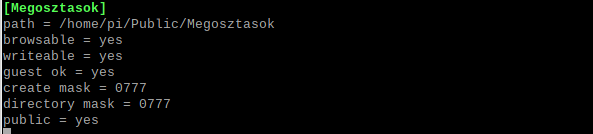 [Megosztasok]
path = /home/pi/Public/Megosztasok
browsable = yes
writeable = yes
guest ok = yes
create mask = 0777
directory mask = 0777
public = yes